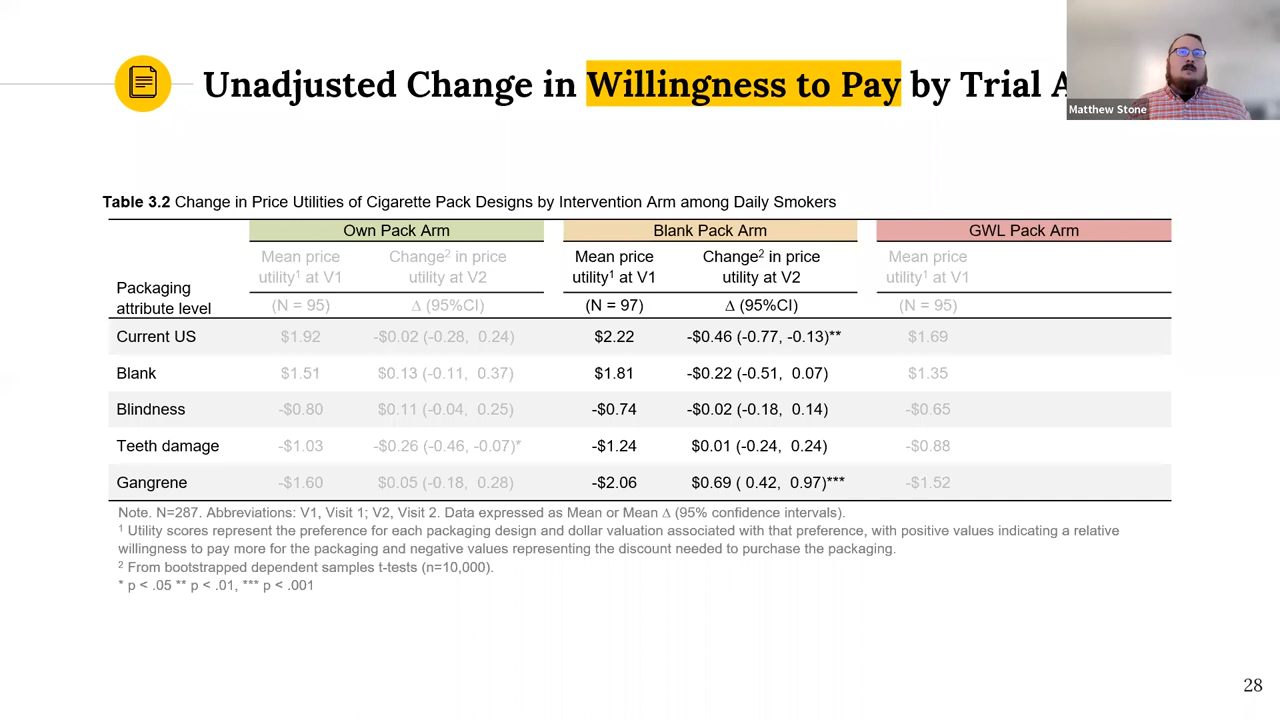 Unadjusted Change in Willingness to Pay by Trial
Matthew Stone
Table 3.2 Change in Price Utilities of Cigarette Pack Designs by Intervention Arm among Daily Smokers
Own Pack Arm Blank Pack Arm GWL Pack Arm
Packaging attribute level
Mean price utility¹ at V1 Change² in price utility at V2 Mean price utility¹ at V1 Change² in price utility at V2 Mean price utility¹ at V1
(N = 95) Δ (95%CI) (N = 97) Δ (95%CI) (N = 95)
Current US $1.92 -$0.02 (-0.28, 0.24) $2.22 -$0.46 (-0.77, -0.13)** $1.69
Blank $1.51 $0.13 (-0.11, 0.37) $1.81 -$0.22 (-0.51, 0.07) $1.35
Blindness -$0.80 $0.11 (-0.04, 0.25) -$0.74 -$0.02 (-0.18, 0.14) -$0.65
Teeth damage -$1.03 -$0.26 (-0.46, -0.07)* -$1.24 $0.01 (-0.24, 0.24) -$0.88
Gangrene -$1.60 $0.05 (-0.18, 0.28) -$2.06 $0.69 ( 0.42, 0.97)*** -$1.52
Note. N=287. Abbreviations: V1, Visit 1; V2, Visit 2. Data expressed as Mean or Mean Δ (95% confidence intervals).
¹ Utility scores represent the preference for each packaging design and dollar valuation associated with that preference, with positive values indicating a relative
willingness to pay more for the packaging and negative values representing the discount needed to purchase the packaging.
² From bootstrapped dependent samples t-tests (n=10,000).
* p < .05 ** p < .01, *** p < .001
28